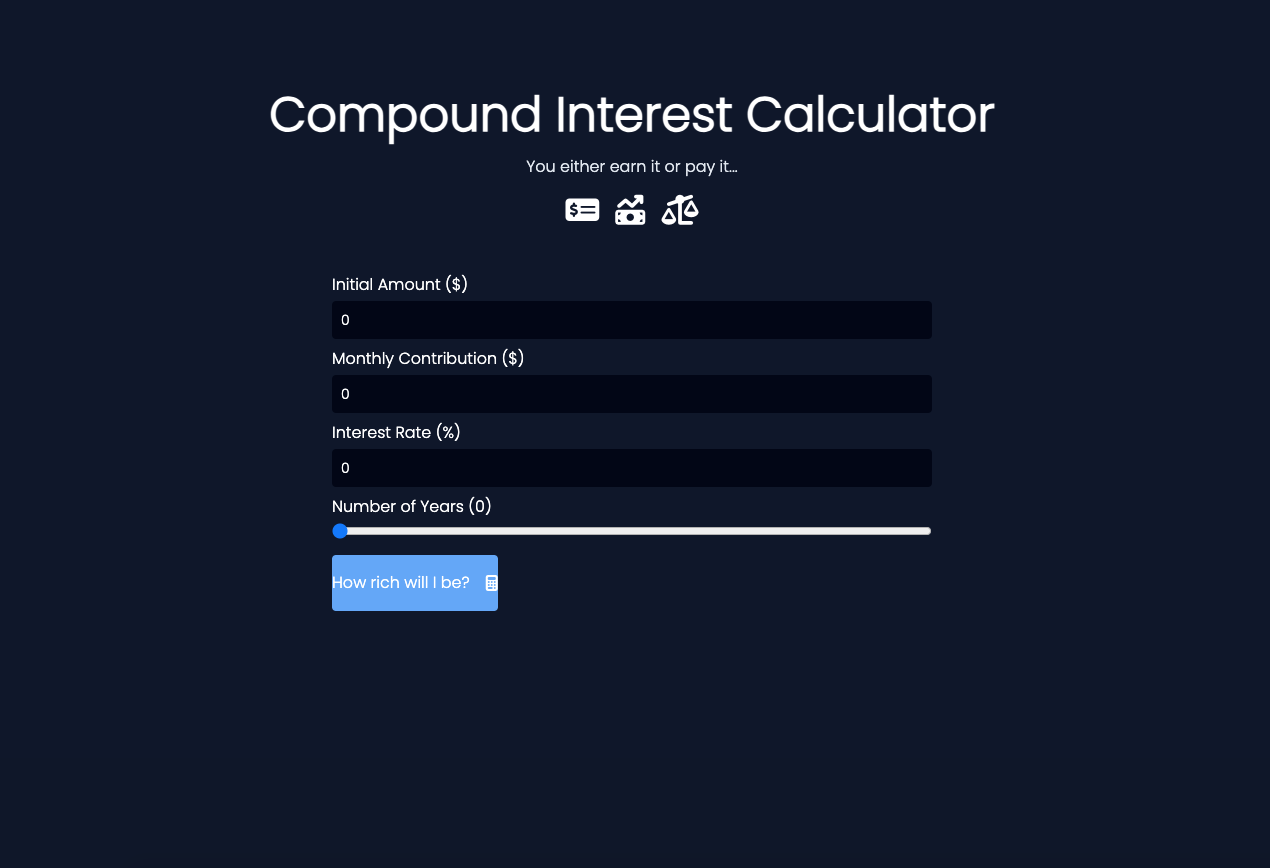 Compound Interest Calculator
You either earn it or pay it...
Initial Amount ($)
0
Monthly Contribution ($)
0
Interest Rate (%)
0
Number of Years (0)
How rich will I be?